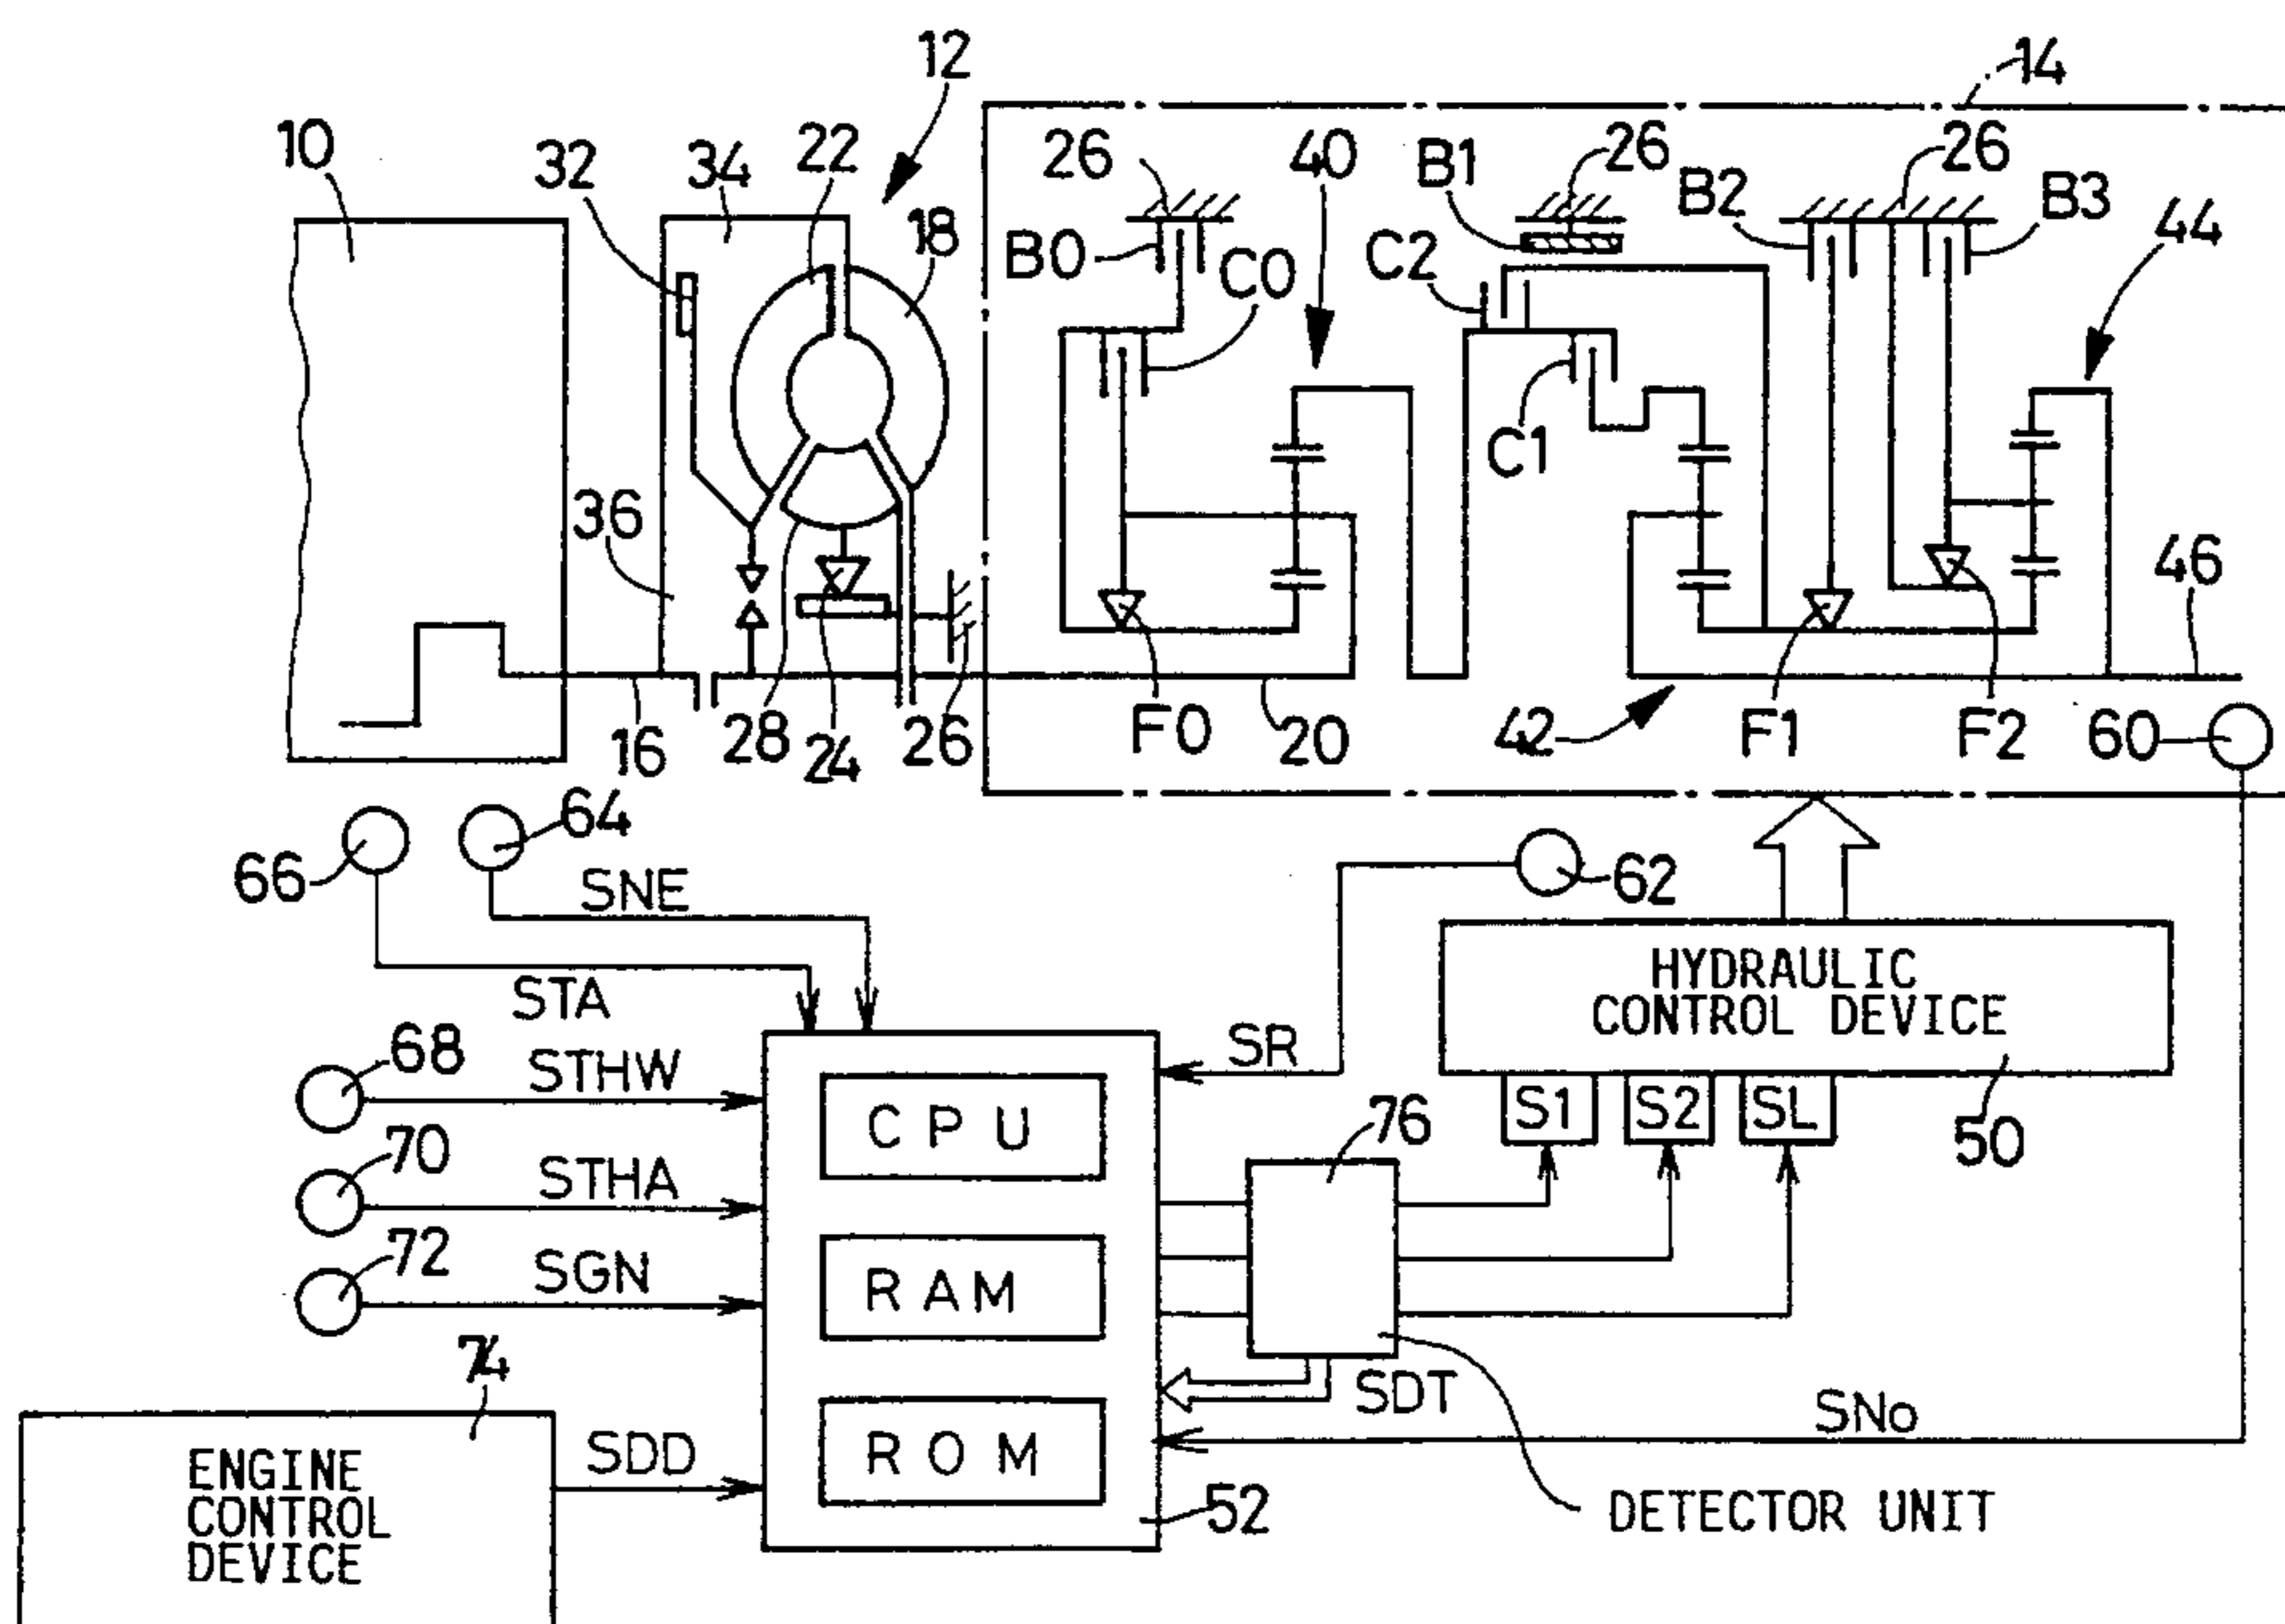 12
14
10
32
34
22
26
40
B1
26
26
B2
B3
44
18
B0
C0
C2
C1
36
46
16
28
24
26
F0
20
42
F1
F2
60
66
64
SNE
62
STA
HYDRAULIC
CONTROL DEVICE
68
STHW
SR
CPU
S1
S2
SL
50
70
STHA
76
72
SGN
RAM
74
SDT
SNo
ENGINE
CONTROL
DEVICE
SDD
ROM
52
DETECTOR UNIT